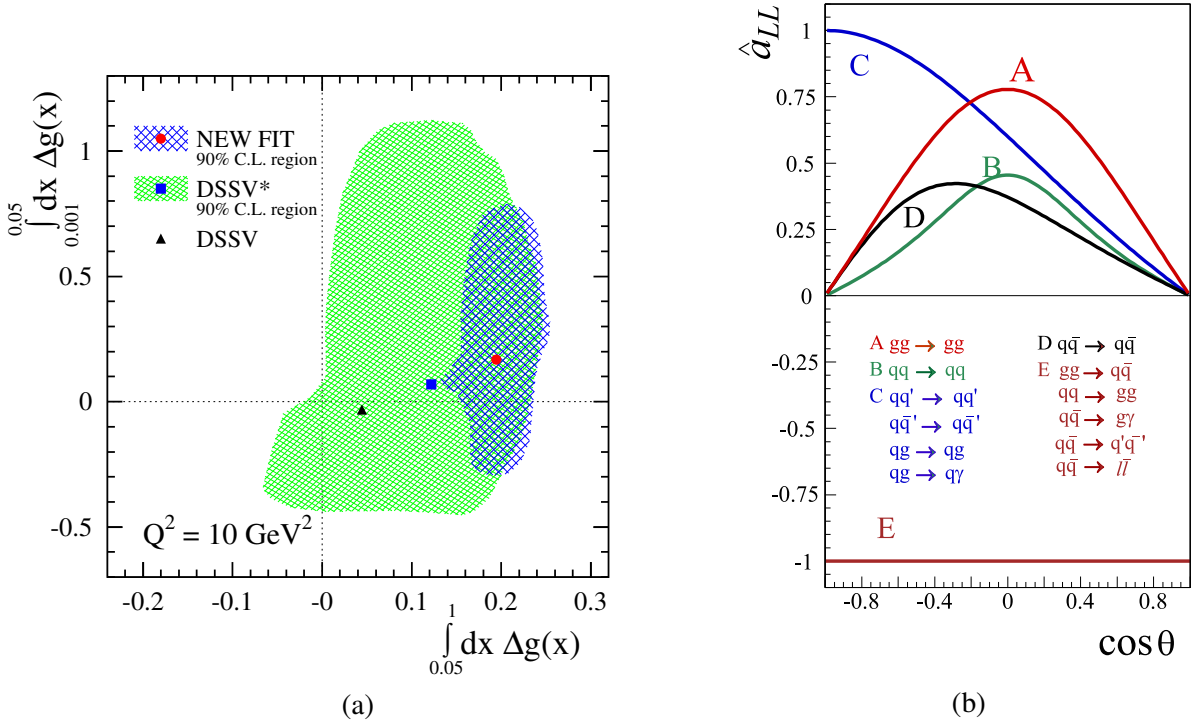 NEW FIT
90% C.L. region
DSSV*
90% C.L. region
DSSV
Q² = 10 GeV²
1
0.5
0
-0.5
-0.2
-0
0.1
0.2
0.3
∫ dx Δg(x)
0.05
0.001
1
∫ dx Δg(x)
0.05
(a)
â_LL
1
0.75
0.5
0.25
0
-0.25
-0.5
-0.75
-1
C
A
B
D
A gg → gg
B qq → qq
C qq' → qq'
qq̄' → qq̄'
qg → qg
qg → qγ
D qq̄ → qq̄
E gg → qq̄
qq → gg
qq̄ → gγ
qq̄ → q'q̄'
qq̄ → ll̄
E
-0.8
-0.4
0
0.4
0.8
cos θ
(b)